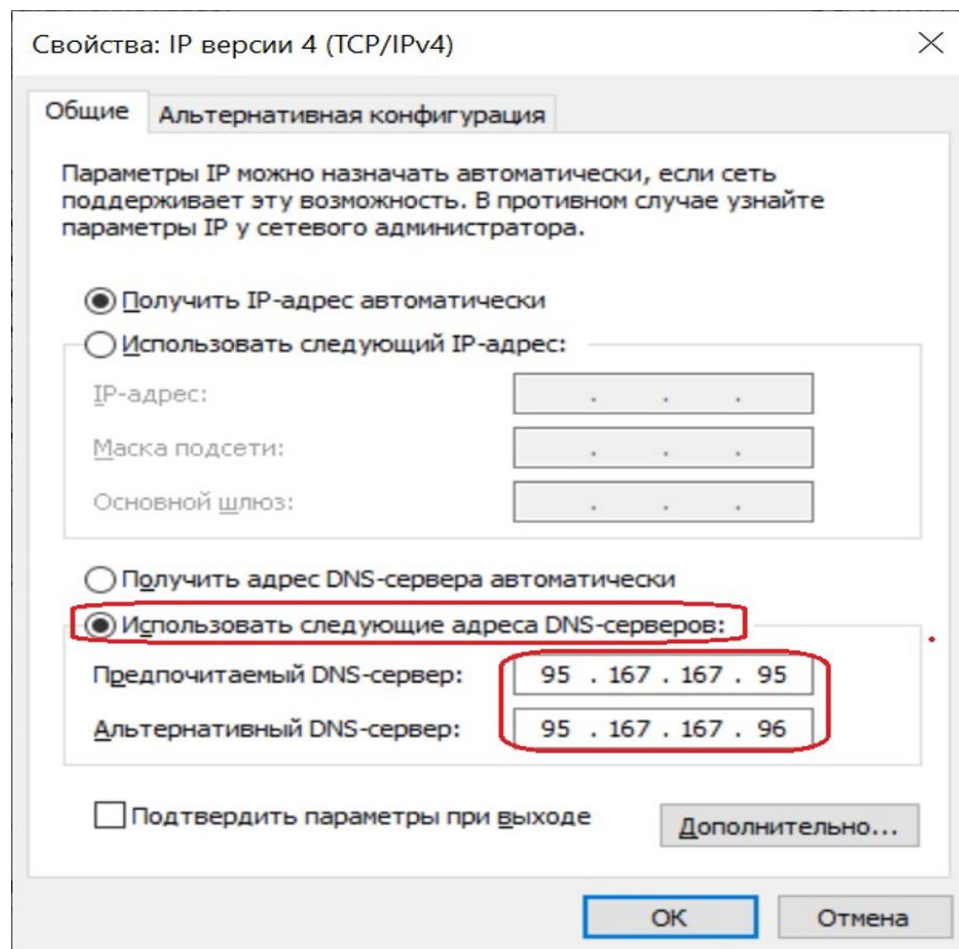 Свойства: IP версии 4 (TCP/IPv4)
Общие
Альтернативная конфигурация
Параметры IP можно назначать автоматически, если сеть
поддерживает эту возможность. В противном случае узнайте
параметры IP у сетевого администратора.
Получить IP-адрес автоматически
Использовать следующий IP-адрес:
IP-адрес: . . .
Маска подсети: . . .
Основной шлюз: . . .
Получить адрес DNS-сервера автоматически
Использовать следующие адреса DNS-серверов:
Предпочитаемый DNS-сервер: 95 . 167 . 167 . 95
Альтернативный DNS-сервер: 95 . 167 . 167 . 96
Подтвердить параметры при выходе
Дополнительно...
ОК
Отмена